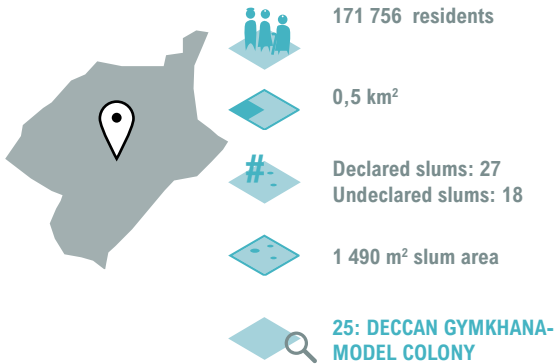 171 756 residents
0,5 km²
#
Declared slums: 27
Undeclared slums: 18
1 490 m² slum area
25: DECCAN GYMKHANA-
MODEL COLONY